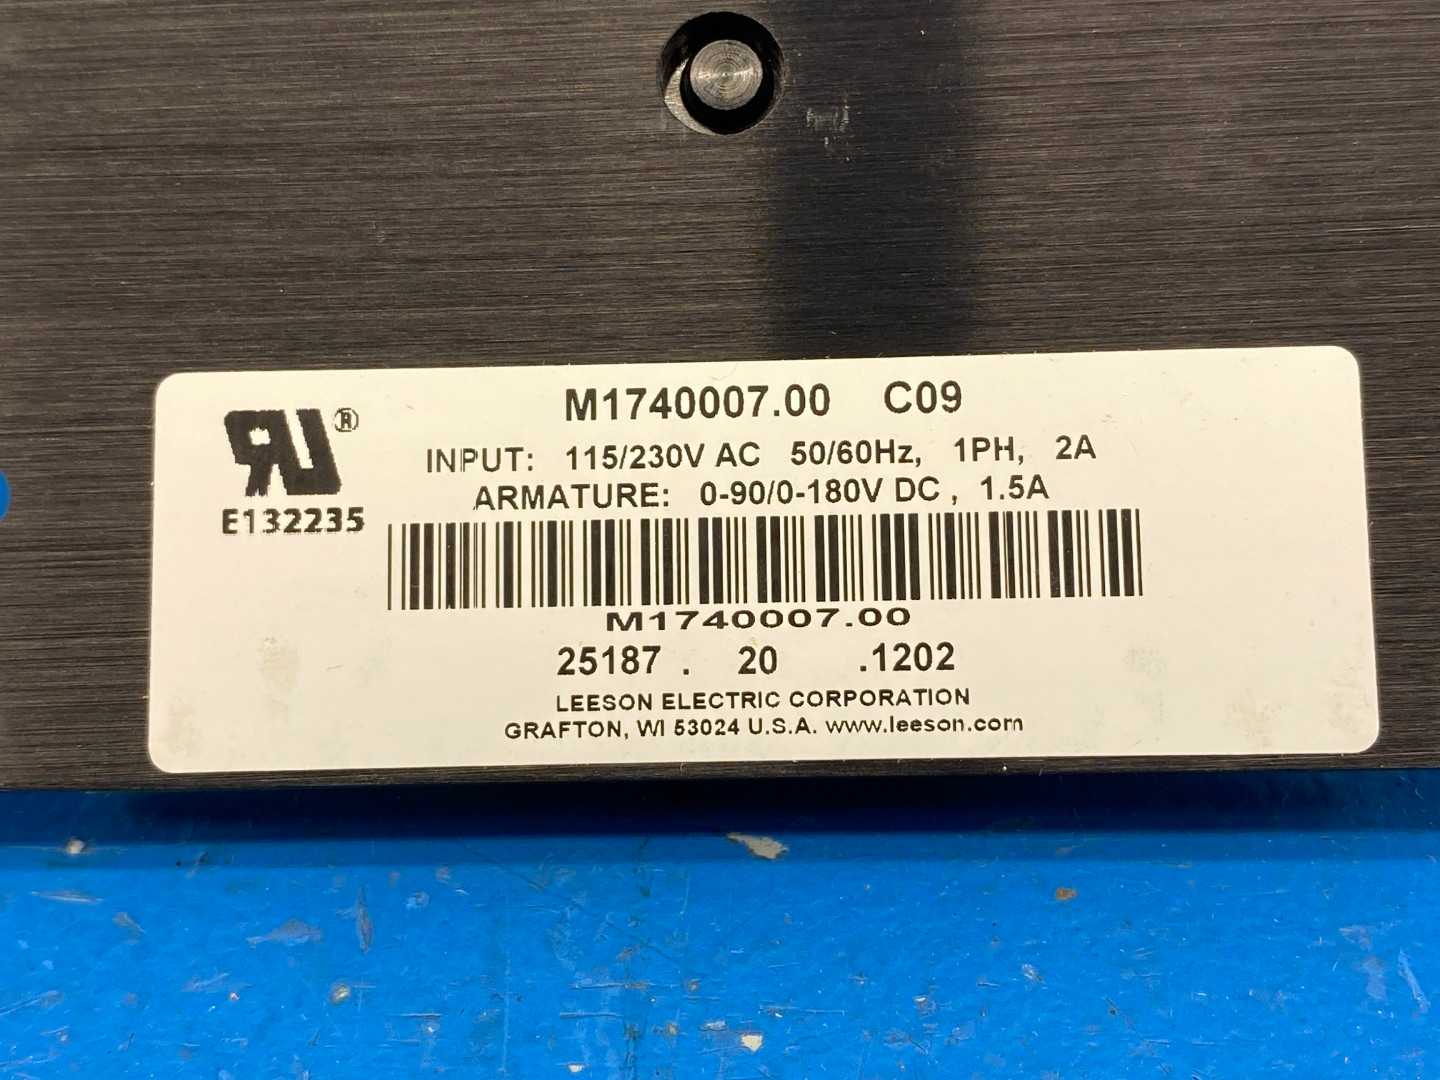 M1740007.00 C09
INPUT: 115/230V AC 50/60Hz, 1PH, 2A
ARMATURE: 0-90/0-180V DC , 1.5A
®
E132235
M1740007.00
25187 . 20 .1202
LEESON ELECTRIC CORPORATION
GRAFTON, WI 53024 U.S.A. www.leeson.com